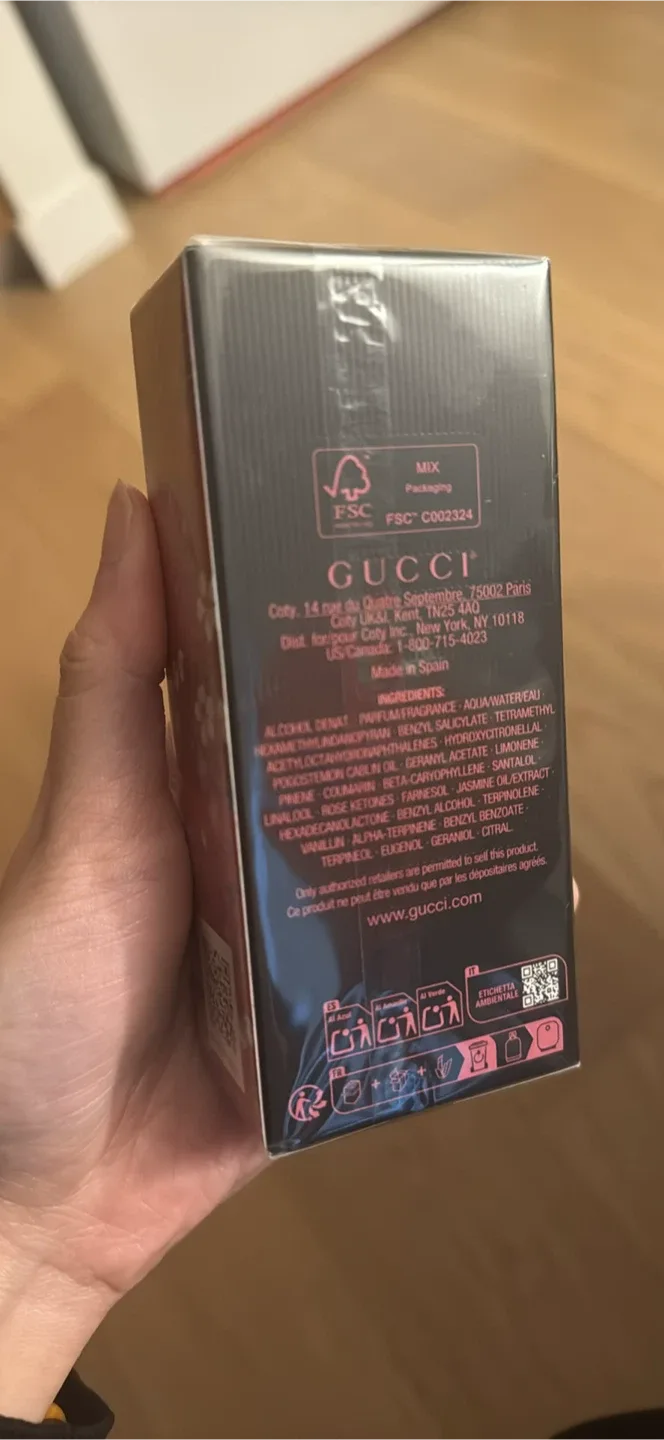 FSC
MIX
Packaging
FSC™ C002324
GUCCI
Coty, 14 rue du Quatre Septembre, 75002 Paris
Coty UK&I, Kent, TN25 4AQ
Dist. for/pour Coty Inc., New York, NY 10118
US/Canada: 1-800-715-4023
Made in Spain
INGREDIENTS:
ALCOHOL DENAT. · PARFUM/FRAGRANCE · AQUA/WATER/EAU ·
HEXAMETHYLINDANOPYRAN · BENZYL SALICYLATE · TETRAMETHYL
ACETYLOCTAHYDRONAPHTHALENES · HYDROXYCITRONELLAL ·
POGOSTEMON CABLIN OIL · GERANYL ACETATE · LIMONENE ·
PINENE · COUMARIN · BETA-CARYOPHYLLENE · SANTALOL ·
LINALOOL · ROSE KETONES · FARNESOL · JASMINE OIL/EXTRACT ·
HEXADECANOLACTONE · BENZYL ALCOHOL · TERPINOLENE ·
VANILLIN · ALPHA-TERPINENE · BENZYL BENZOATE ·
TERPINEOL · EUGENOL · GERANIOL · CITRAL.
Only authorized retailers are permitted to sell this product.
Ce produit ne peut être vendu que par les dépositaires agréés.
www.gucci.com
ES
Al Azul
Al Amarillo
Al Verde
IT
ETICHETTA
AMBIENTALE
FR
+ +